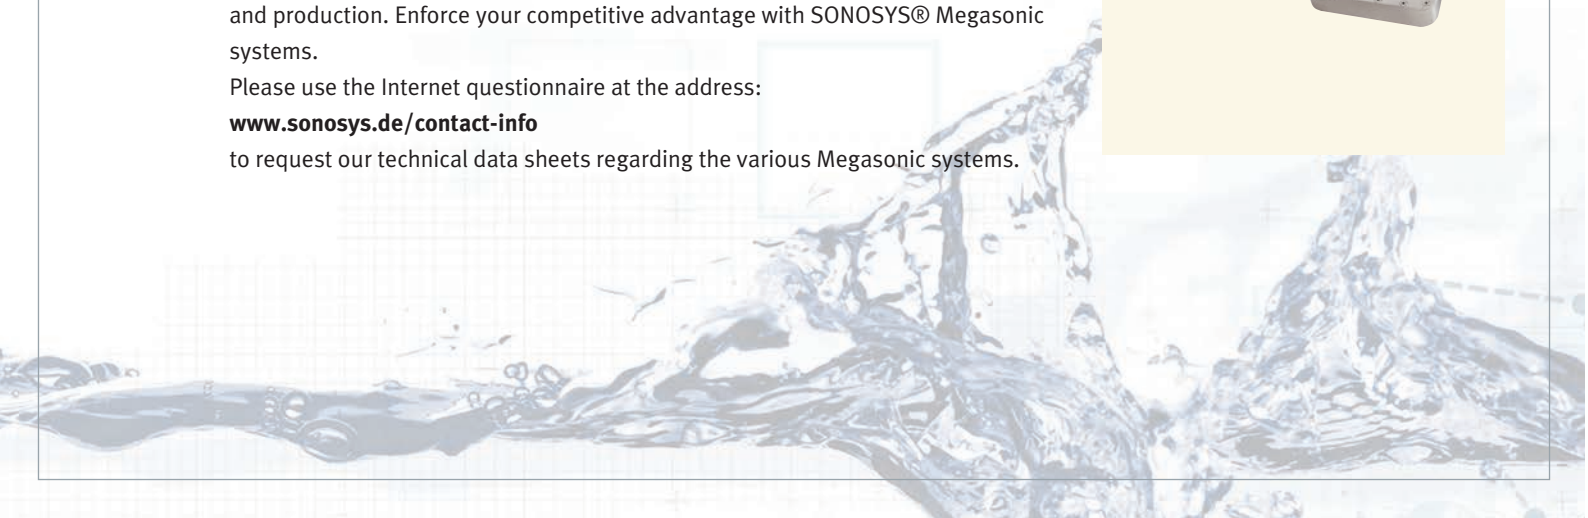 and production. Enforce your competitive advantage with SONOSYS® Megasonic
systems.
Please use the Internet questionnaire at the address:
www.sonosys.de/contact-info
to request our technical data sheets regarding the various Megasonic systems.